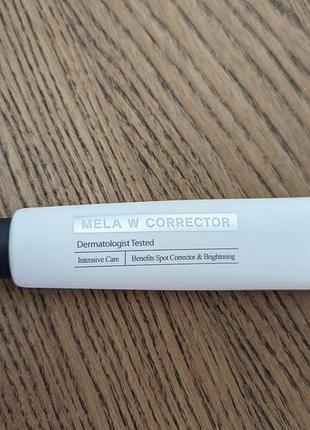 MELA W CORRECTOR
Dermatologist Tested
Intensive Care Benefits Spot Corrector & Brightening